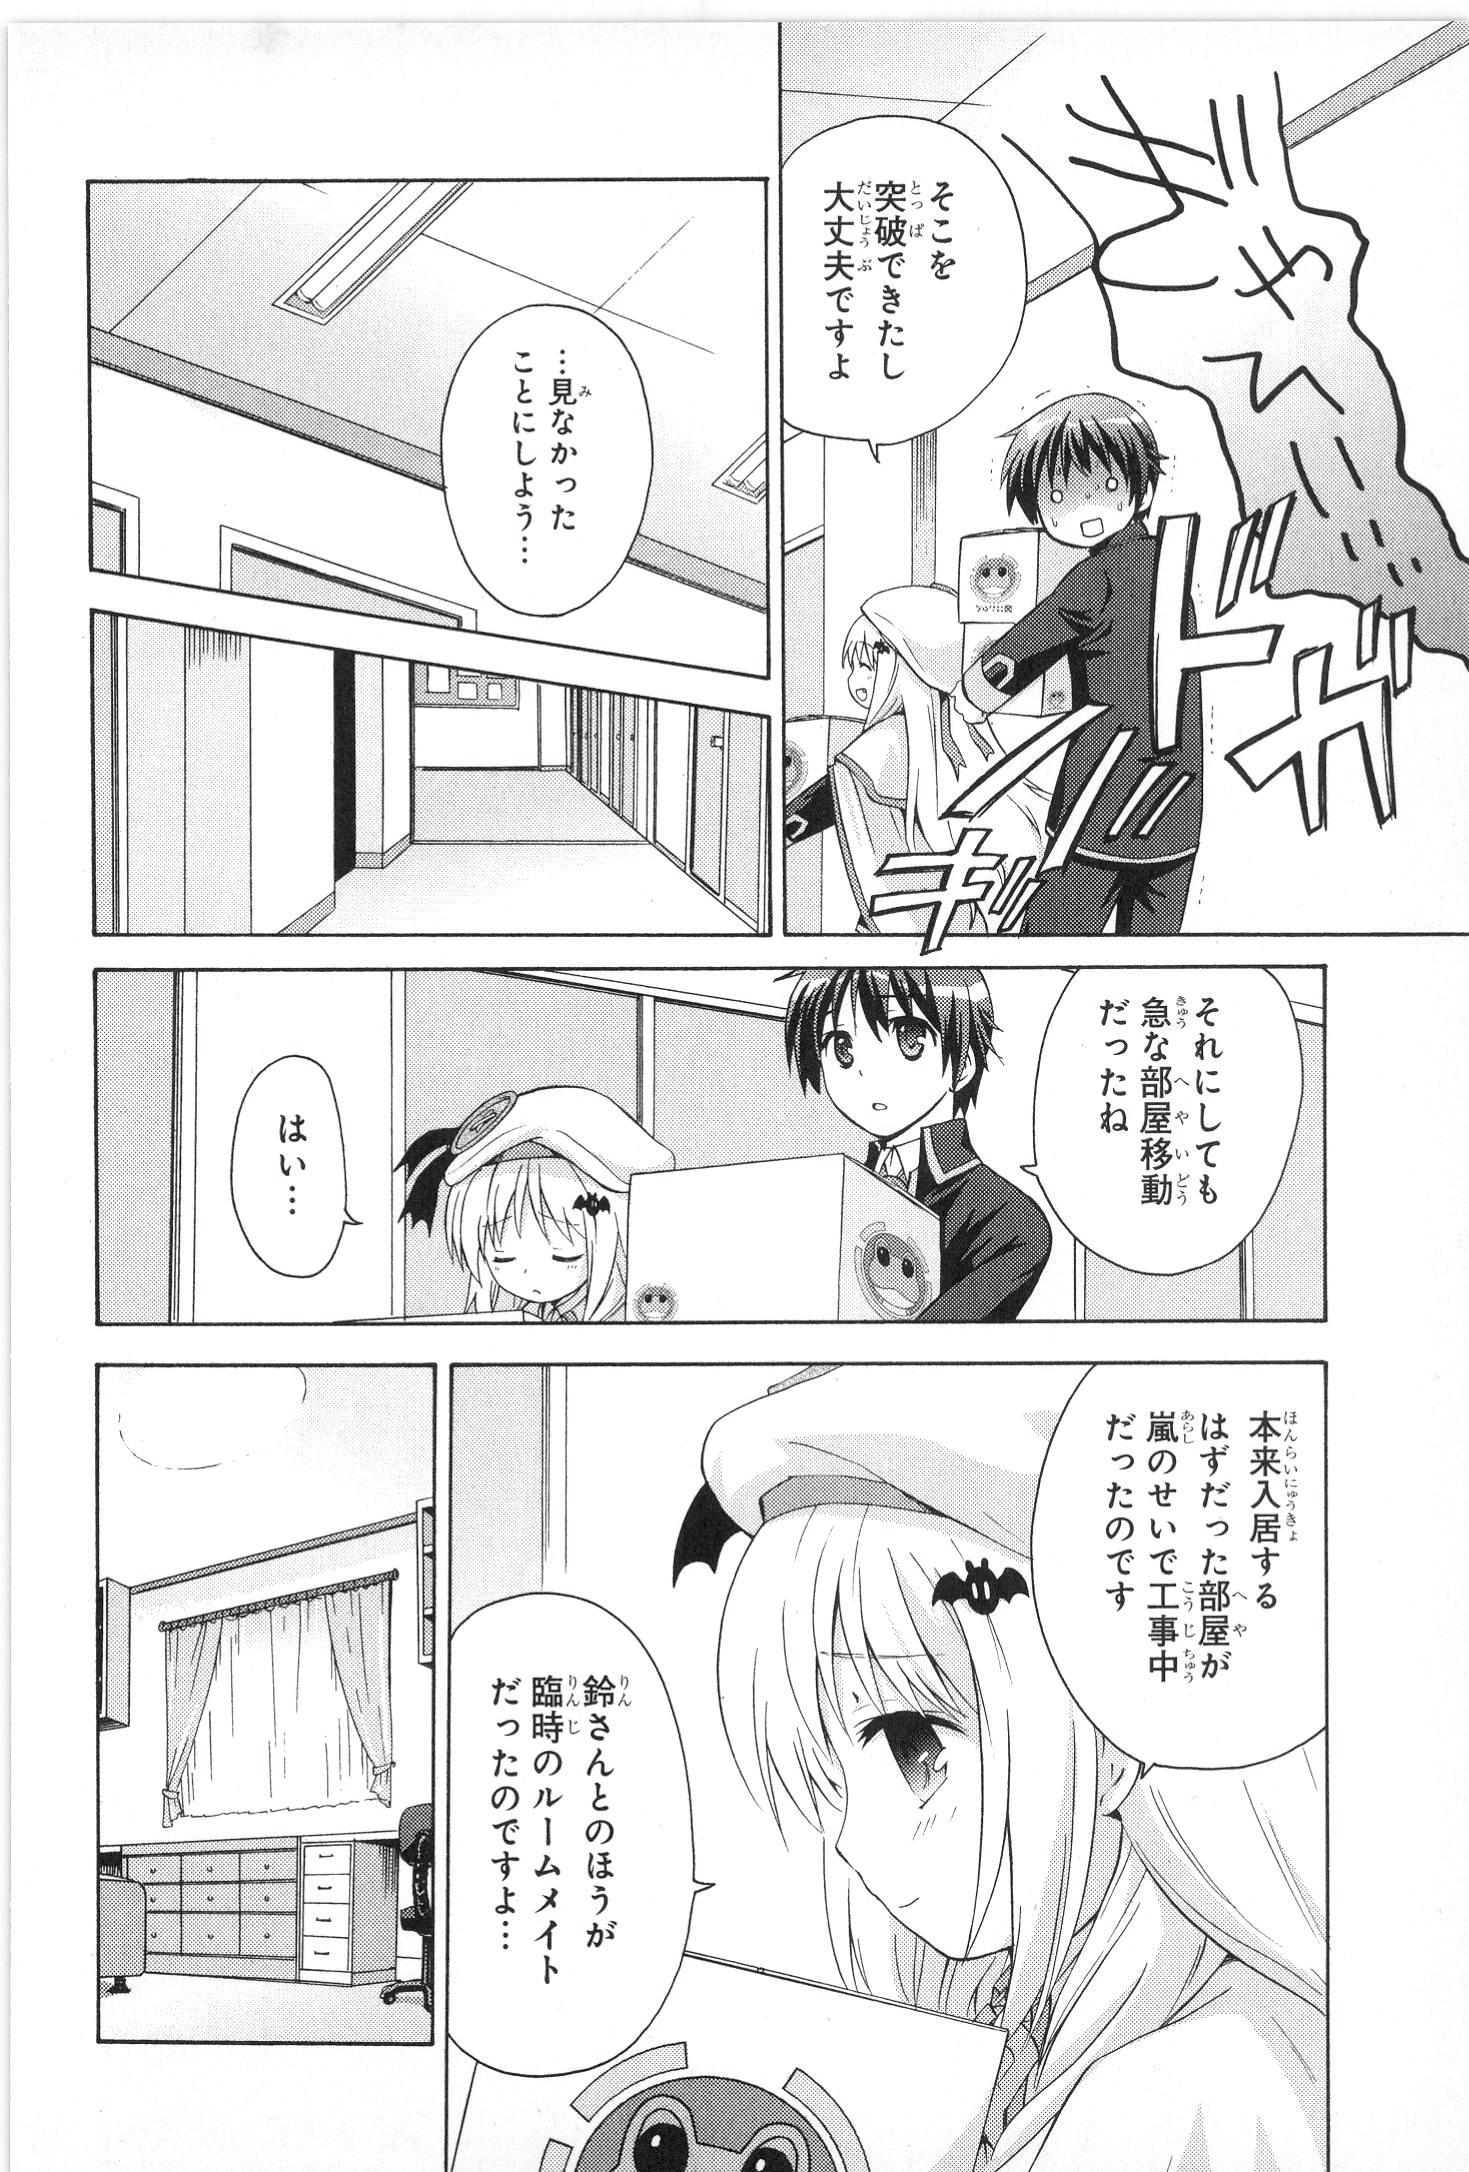 ぎゃー
ドガ
ドッ
ギッ
そこを
突破できたし
大丈夫ですよ
…見なかった
ことにしよう…
それにしても
急な部屋移動
だったね
はい…
本来入居する
はずだった部屋が
嵐のせいで工事中
だったのです
鈴さんとのほうが
臨時のルームメイト
だったのですよ…